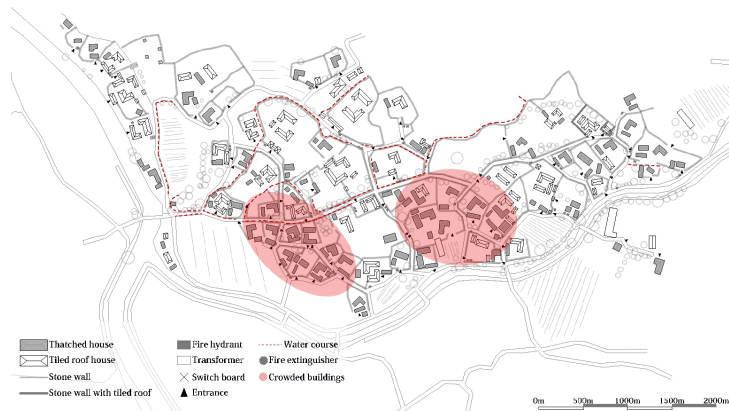 Thatched house
Tiled roof house
Stone wall
Stone wall with tiled roof
Fire hydrant
Transformer
Switch board
Entrance
Water course
Fire extinguisher
Crowded buildings
0m 500m 1000m 1500m 2000m